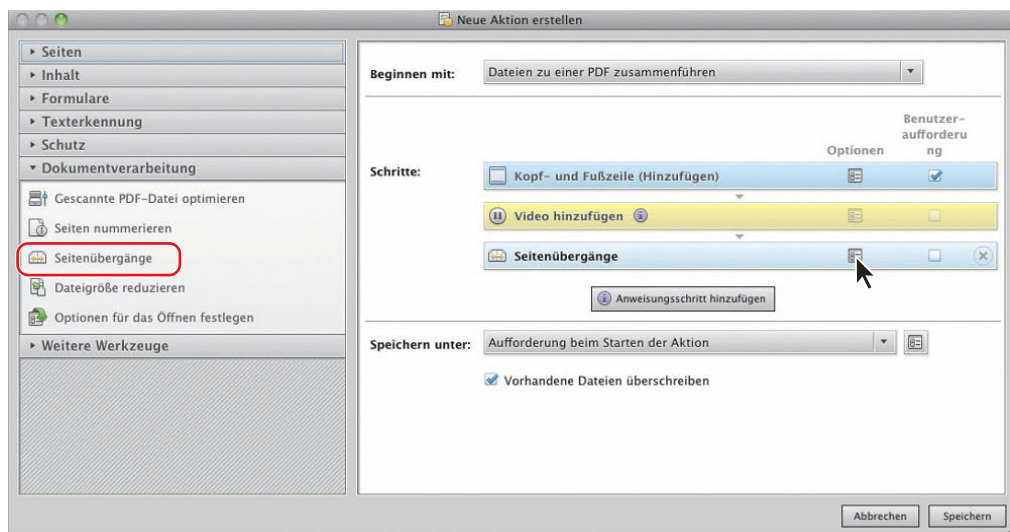 Neue Aktion erstellen
Seiten
Inhalt
Formulare
Texterkennung
Schutz
Dokumentverarbeitung
Gescannte PDF-Datei optimieren
Seiten nummerieren
Seitenübergänge
Dateigröße reduzieren
Optionen für das Öffnen festlegen
Weitere Werkzeuge
Beginnen mit: Dateien zu einer PDF zusammenführen
Benutzer-
aufforderu
Optionen ng
Schritte: Kopf- und Fußzeile (Hinzufügen)
Video hinzufügen
Seitenübergänge
Anweisungsschritt hinzufügen
Speichern unter: Aufforderung beim Starten der Aktion
Vorhandene Dateien überschreiben
Abbrechen Speichern